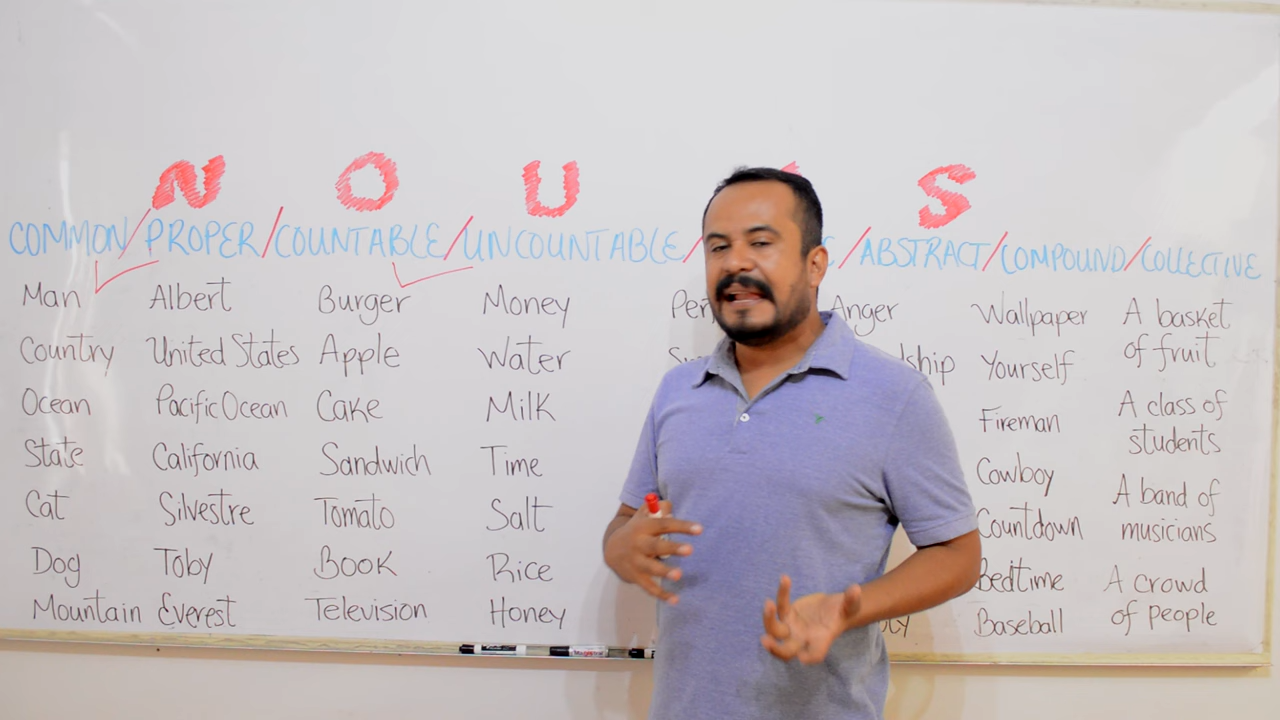 N O U S
COMMON/PROPER/COUNTABLE/UNCOUNTABLE/ /ABSTRACT/COMPOUND/COLLECTIVE
Man Albert Burger Money Anger Wallpaper A basket
Country United States Apple Water Yourself of fruit
Ocean Pacific Ocean Cake Milk Fireman A class of
State California Sandwich Time Cowboy students
Cat Silvestre Tomato Salt Countdown A band of
musicians
Dog Toby Book Rice Bedtime A crowd
Mountain Everest Television Honey Baseball of people